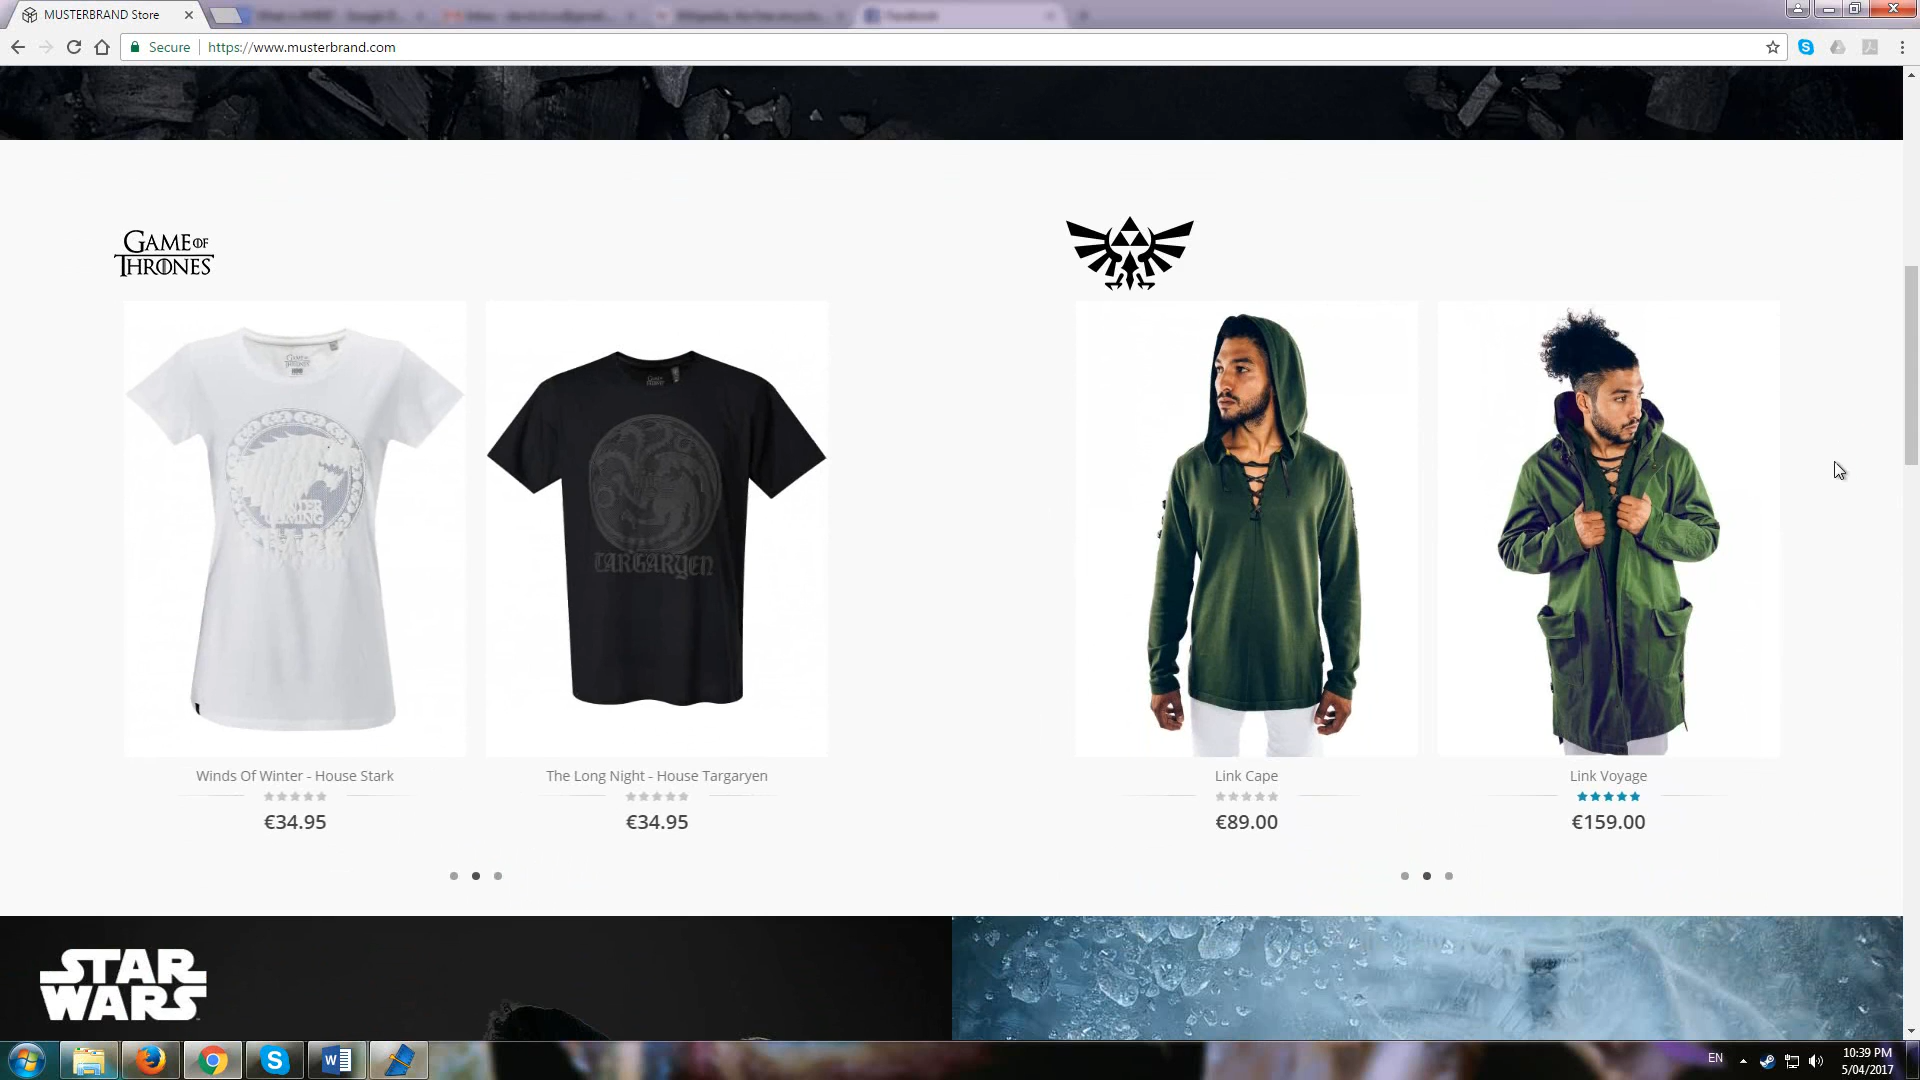 MUSTERBRAND Store
Facebook
Secure
https://www.musterbrand.com
GAME OF
THRONES
TARGARYEN
Winds Of Winter - House Stark
The Long Night - House Targaryen
Link Cape
Link Voyage
€34.95
€34.95
€89.00
€159.00
STAR
WARS
EN
10:39 PM
5/04/2017